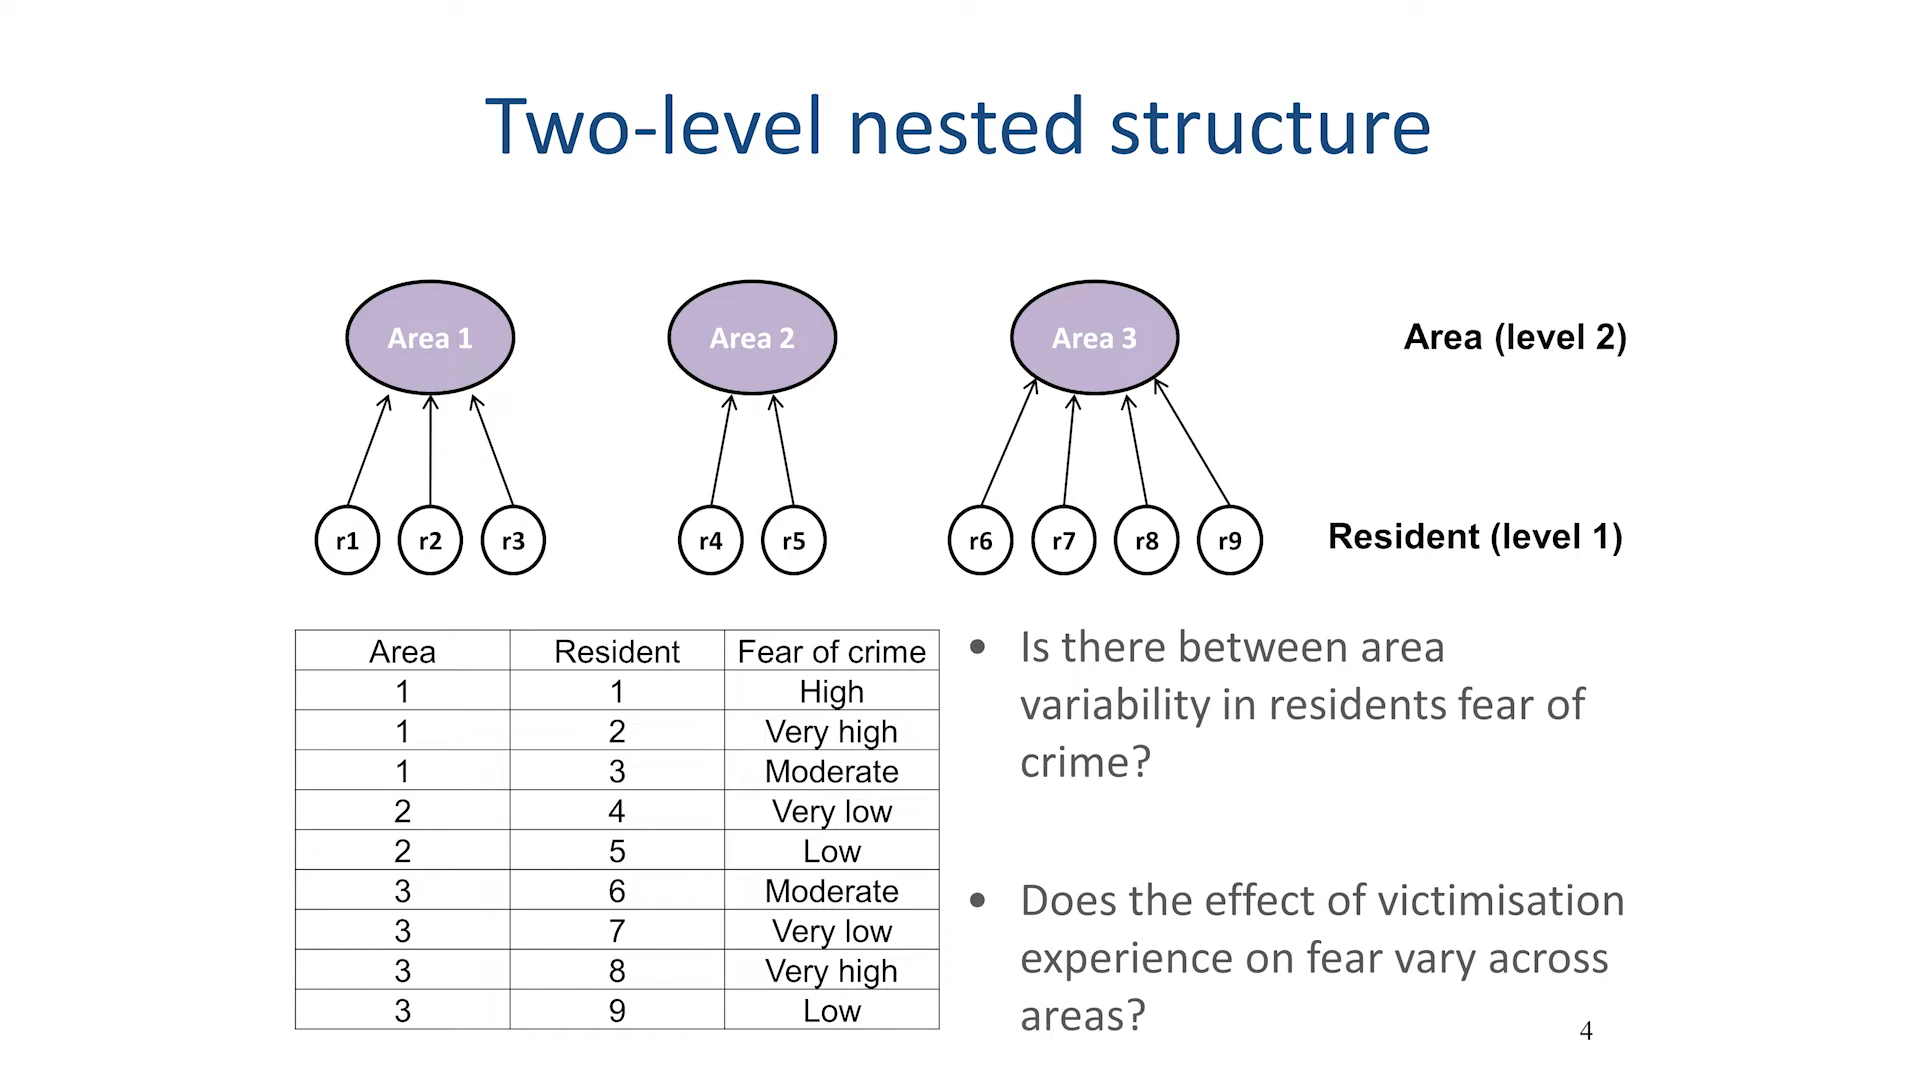 Two-level nested structure
Area 1
Area 2
Area 3
Area (level 2)
r1
r2
r3
r4
r5
r6
r7
r8
r9
Resident (level 1)
Area Resident Fear of crime
1 1 High
1 2 Very high
1 3 Moderate
2 4 Very low
2 5 Low
3 6 Moderate
3 7 Very low
3 8 Very high
3 9 Low
• Is there between area
variability in residents fear of
crime?
• Does the effect of victimisation
experience on fear vary across
areas?
4